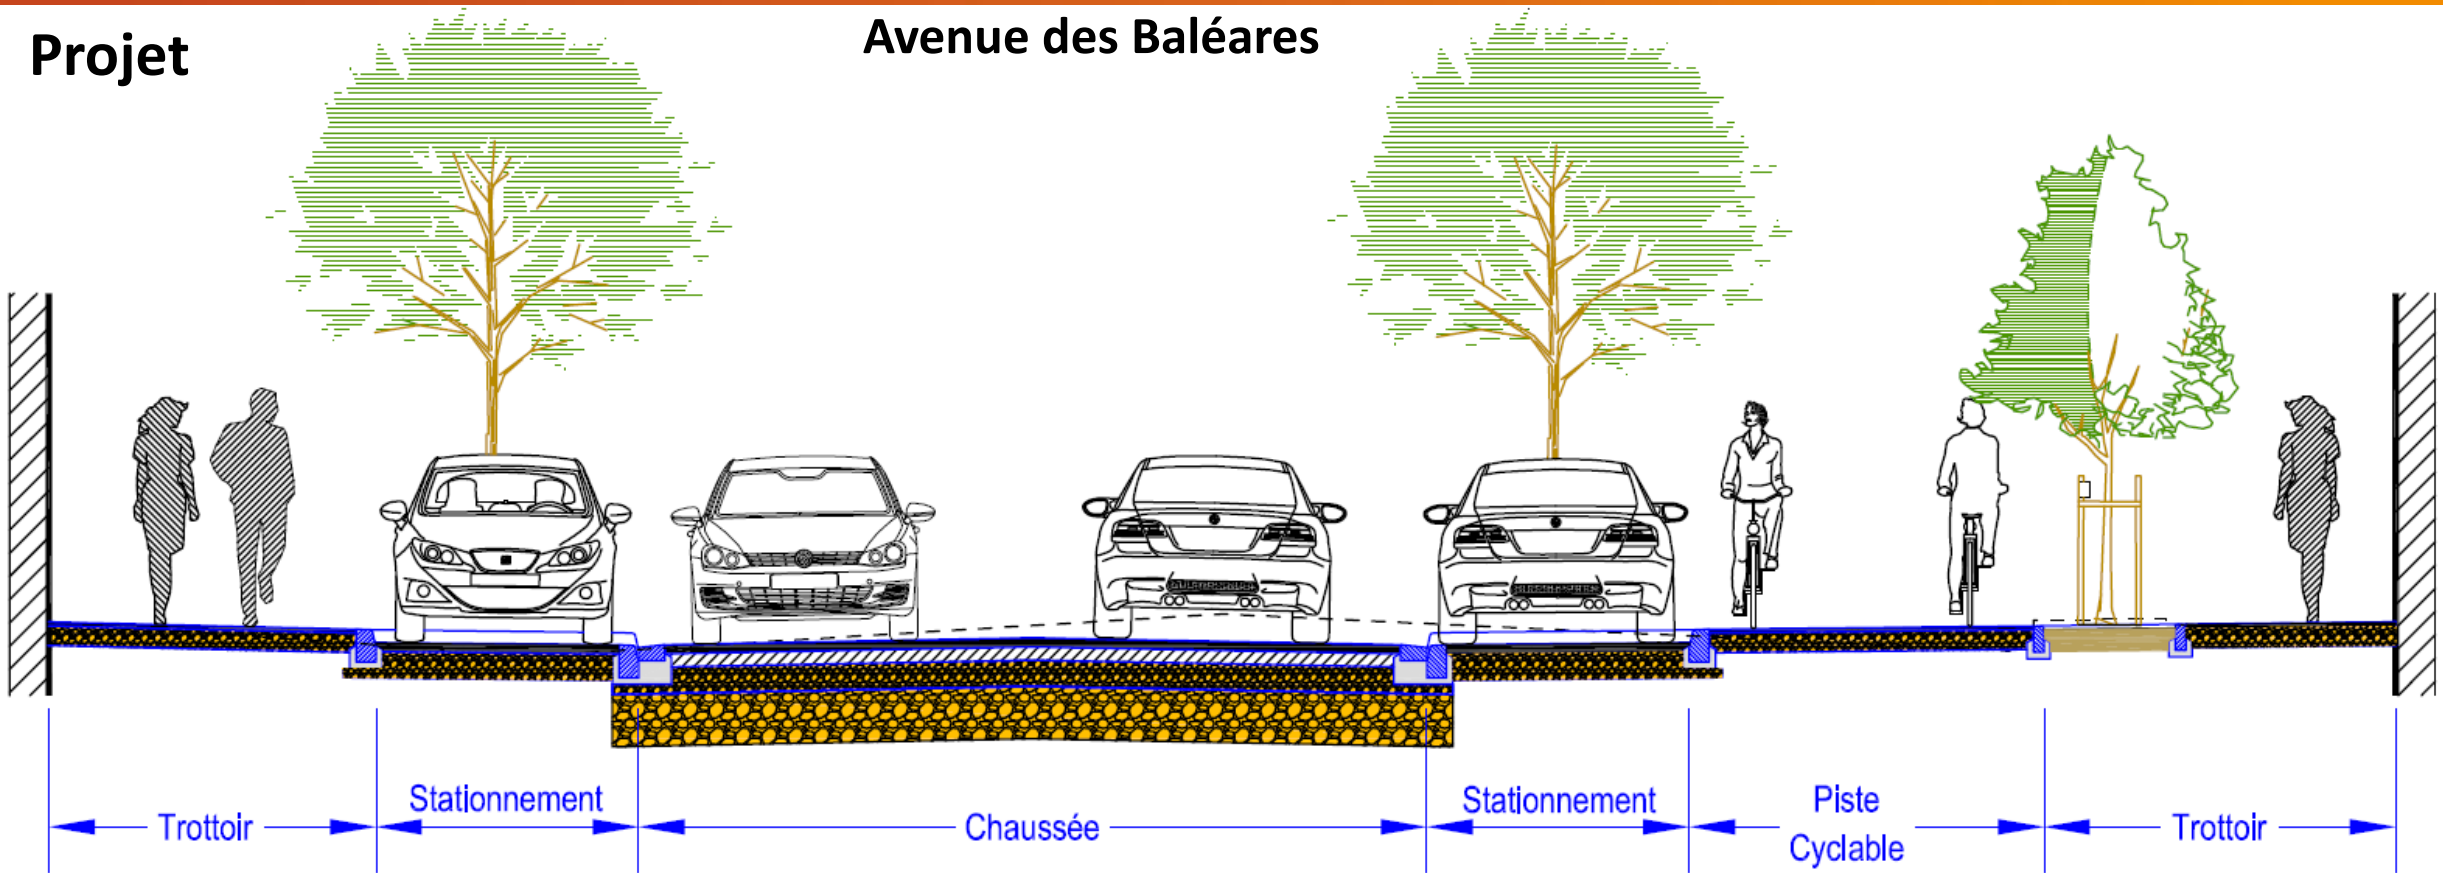 Projet
Avenue des Baléares
Trottoir
Stationnement
Chaussée
Stationnement
Piste
Cyclable
Trottoir